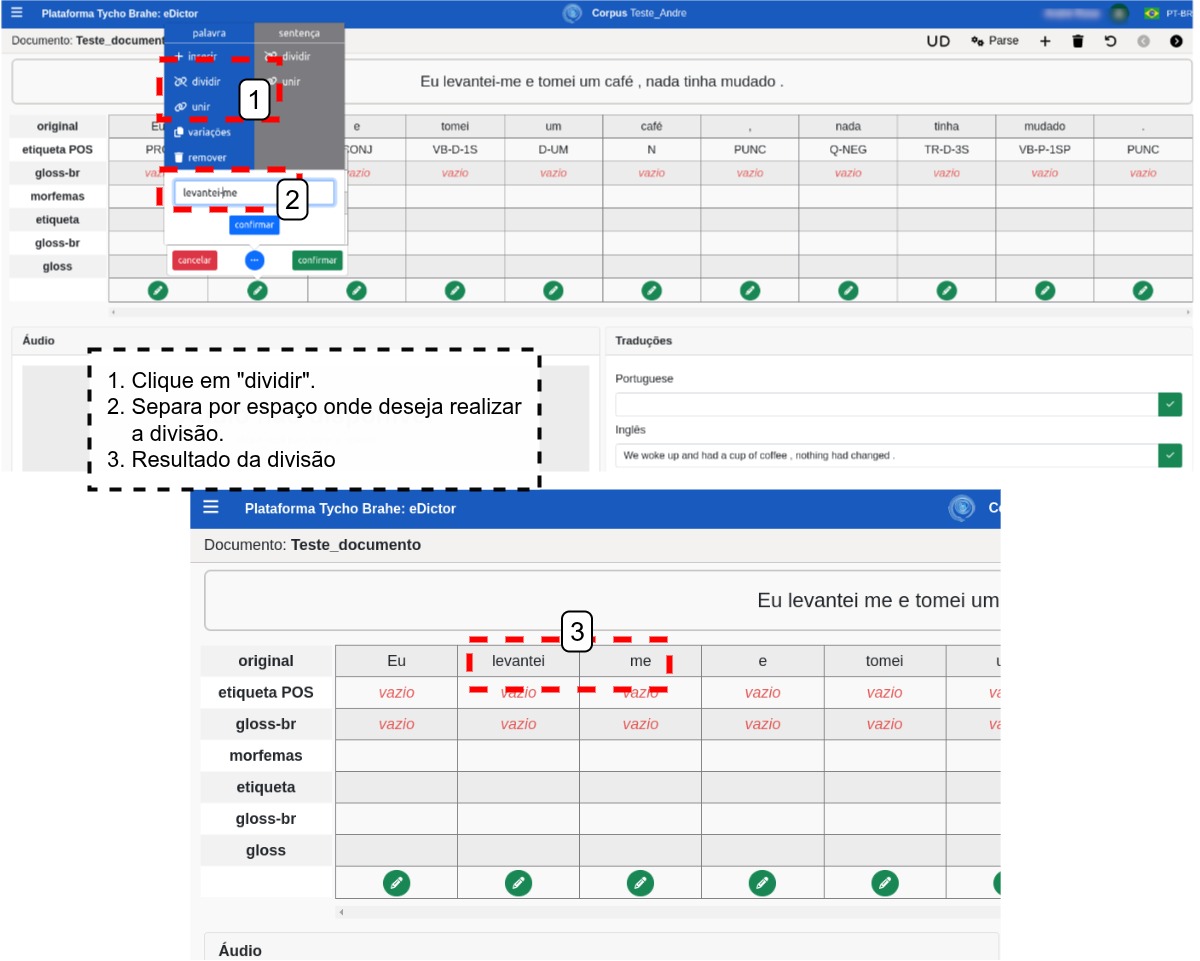 Plataforma Tycho Brahe: eDictor
Corpus Teste_Andre
PT-BR
Documento: Teste_document
UD Parse
palavra sentença
+ inserir dividir
dividir unir
unir
variações
remover
1
levantei-me
2
confirmar
cancelar ... confirmar
Eu levantei-me e tomei um café , nada tinha mudado .
original Eu e tomei um café , nada tinha mudado .
etiqueta POS VB-D-1S D-UM N PUNC Q-NEG TR-D-3S VB-P-1SP PUNC
gloss-br vazio vazio vazio vazio vazio vazio vazio vazio vazio
morfemas
etiqueta
gloss-br
gloss
Áudio
Traduções
Portuguese
Inglês
We woke up and had a cup of coffee , nothing had changed .
1. Clique em "dividir".
2. Separa por espaço onde deseja realizar
a divisão.
3. Resultado da divisão
Plataforma Tycho Brahe: eDictor
Documento: Teste_documento
Eu levantei me e tomei um
3
original Eu levantei me e tomei
etiqueta POS vazio vazio vazio vazio vazio
gloss-br vazio vazio vazio vazio vazio
morfemas
etiqueta
gloss-br
gloss
Áudio